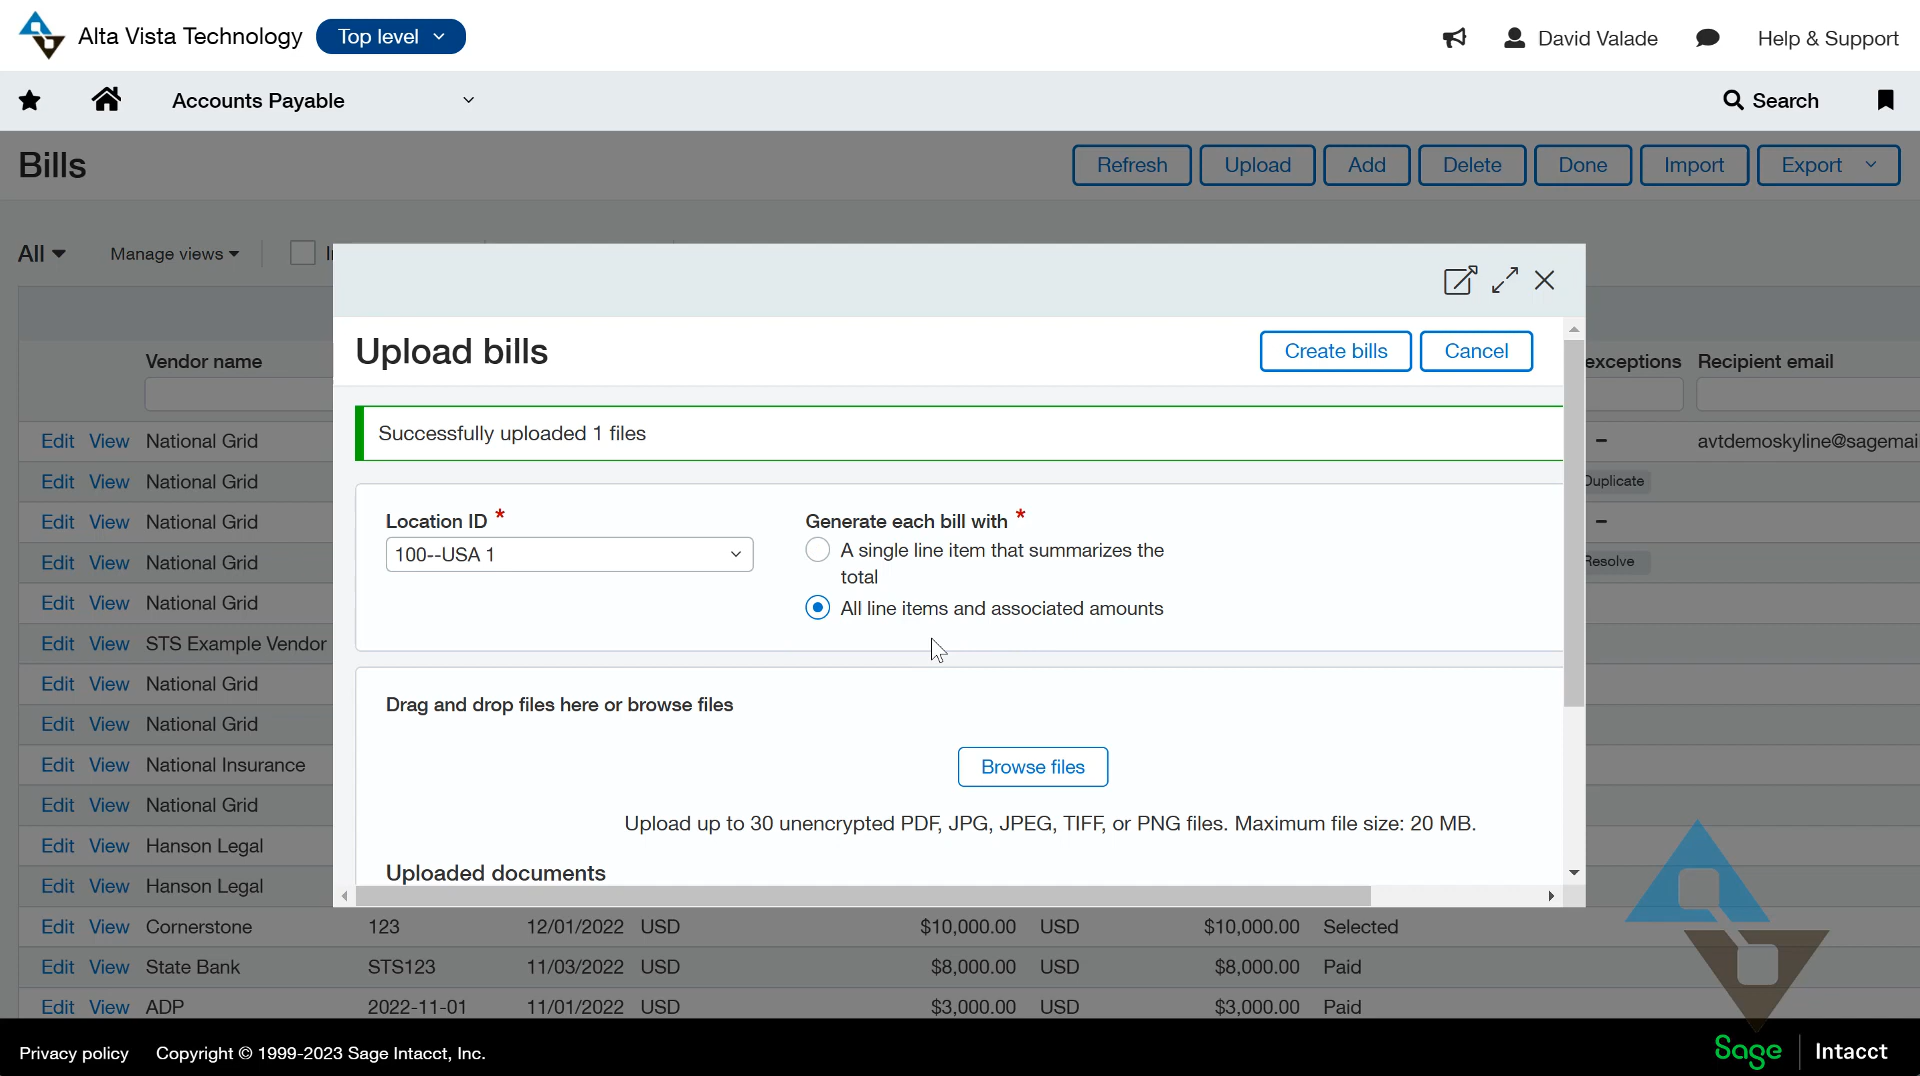 Alta Vista Technology Top level David Valade Help & Support
Accounts Payable Search
Bills Refresh Upload Add Delete Done Import Export
All Manage views
Upload bills Create bills Cancel
Vendor name exceptions Recipient email
Successfully uploaded 1 files
Edit View National Grid – avtdemoskyline@sagemai
Edit View National Grid Duplicate
Edit View National Grid –
Location ID * Generate each bill with *
100--USA 1 A single line item that summarizes the
total
All line items and associated amounts
Edit View National Grid Resolve
Edit View National Grid
Edit View STS Example Vendor
Edit View National Grid
Drag and drop files here or browse files
Edit View National Grid
Edit View National Insurance
Browse files
Edit View National Grid
Upload up to 30 unencrypted PDF, JPG, JPEG, TIFF, or PNG files. Maximum file size: 20 MB.
Edit View Hanson Legal
Uploaded documents
Edit View Hanson Legal
Edit View Cornerstone 123 12/01/2022 USD $10,000.00 USD $10,000.00 Selected
Edit View State Bank STS123 11/03/2022 USD $8,000.00 USD $8,000.00 Paid
Edit View ADP 2022-11-01 11/01/2022 USD $3,000.00 USD $3,000.00 Paid
Privacy policy Copyright © 1999-2023 Sage Intacct, Inc. Sage Intacct